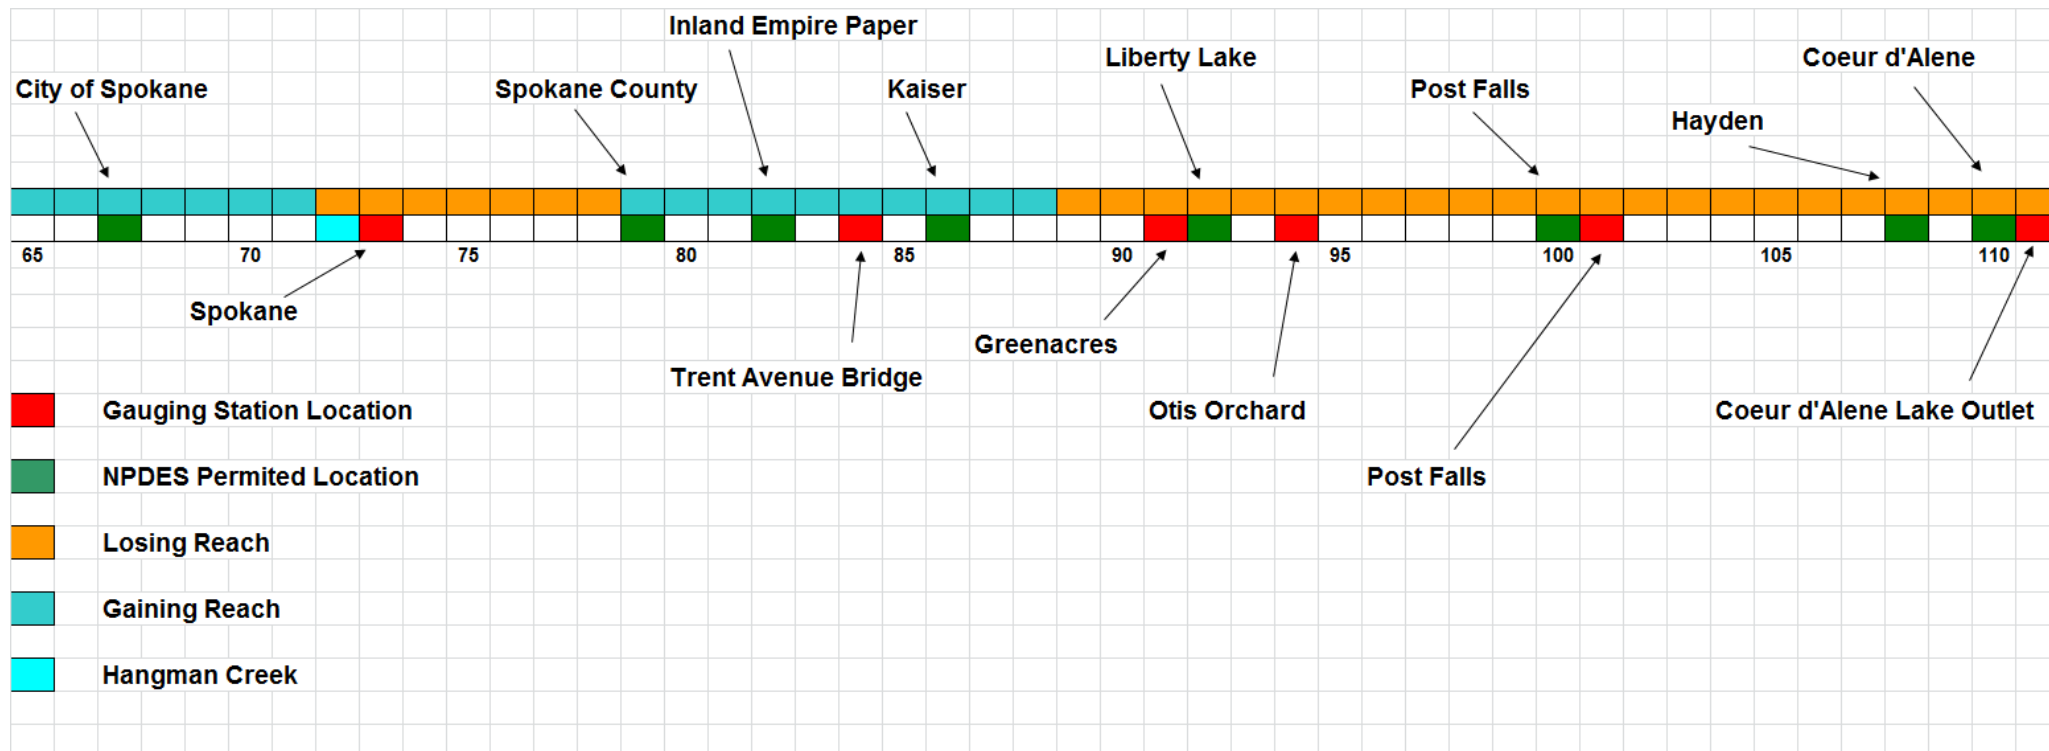 Inland Empire Paper
Liberty Lake
Coeur d'Alene
City of Spokane
Spokane County
Kaiser
Post Falls
Hayden
65 70 75 80 85 90 95 100 105 110
Spokane
Greenacres
Trent Avenue Bridge
Gauging Station Location
Otis Orchard
Coeur d'Alene Lake Outlet
NPDES Permited Location
Post Falls
Losing Reach
Gaining Reach
Hangman Creek